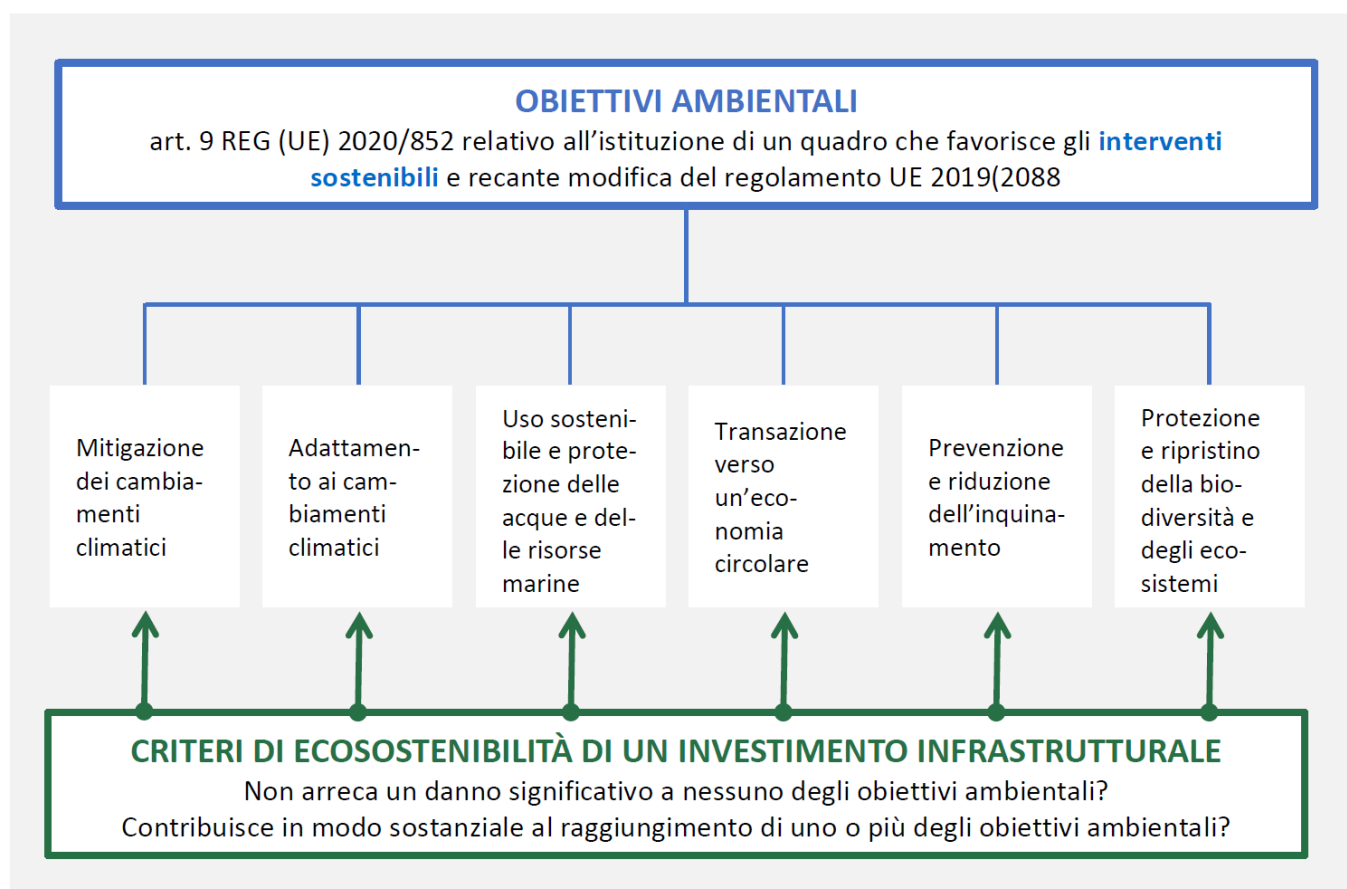 OBIETTIVI AMBIENTALI
art. 9 REG (UE) 2020/852 relativo all’istituzione di un quadro che favorisce gli interventi
sostenibili e recante modifica del regolamento UE 2019(2088
Mitigazione
dei cambia-
menti
climatici
Adattamen-
to ai cam-
biamenti
climatici
Uso sosteni-
bile e prote-
zione delle
acque e del-
le risorse
marine
Transazione
verso
un’eco-
nomia
circolare
Prevenzione
e riduzione
dell’inquina-
mento
Protezione
e ripristino
della bio-
diversità e
degli eco-
sistemi
CRITERI DI ECOSOSTENIBILITÀ DI UN INVESTIMENTO INFRASTRUTTURALE
Non arreca un danno significativo a nessuno degli obiettivi ambientali?
Contribuisce in modo sostanziale al raggiungimento di uno o più degli obiettivi ambientali?